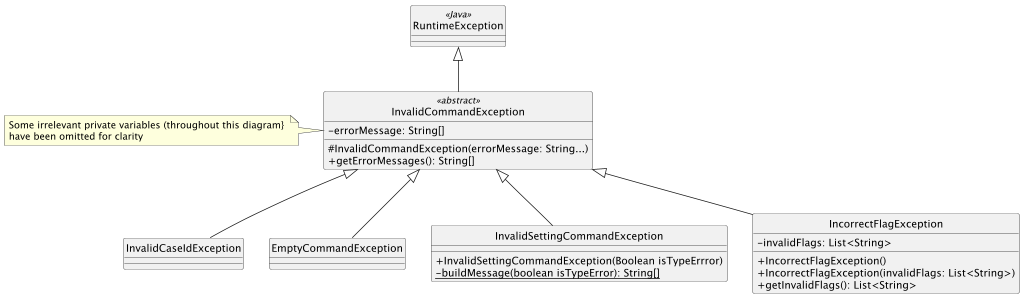 «Java»
RuntimeException
«abstract»
InvalidCommandException
-errorMessage: String[]
#InvalidCommandException(errorMessage: String...)
+getErrorMessages(): String[]
Some irrelevant private variables (throughout this diagram}
have been omitted for clarity
InvalidCaseIdException
EmptyCommandException
InvalidSettingCommandException
+InvalidSettingCommandException(Boolean isTypeErrror)
-buildMessage(boolean isTypeError): String[]
IncorrectFlagException
-invalidFlags: List<String>
+IncorrectFlagException()
+IncorrectFlagException(invalidFlags: List<String>)
+getInvalidFlags(): List<String>